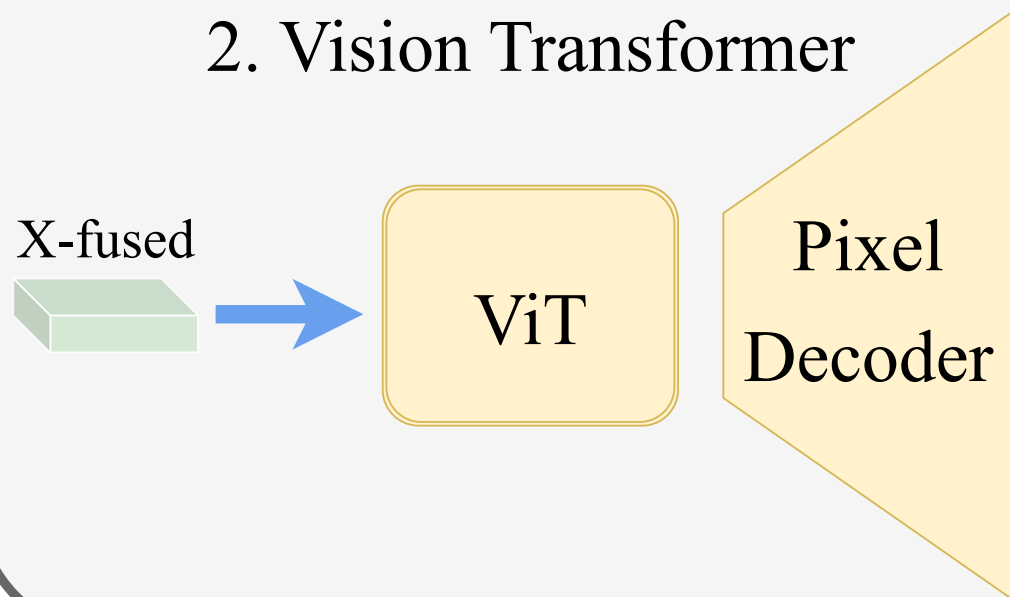 2. Vision Transformer
X-fused
ViT
Pixel
Decoder